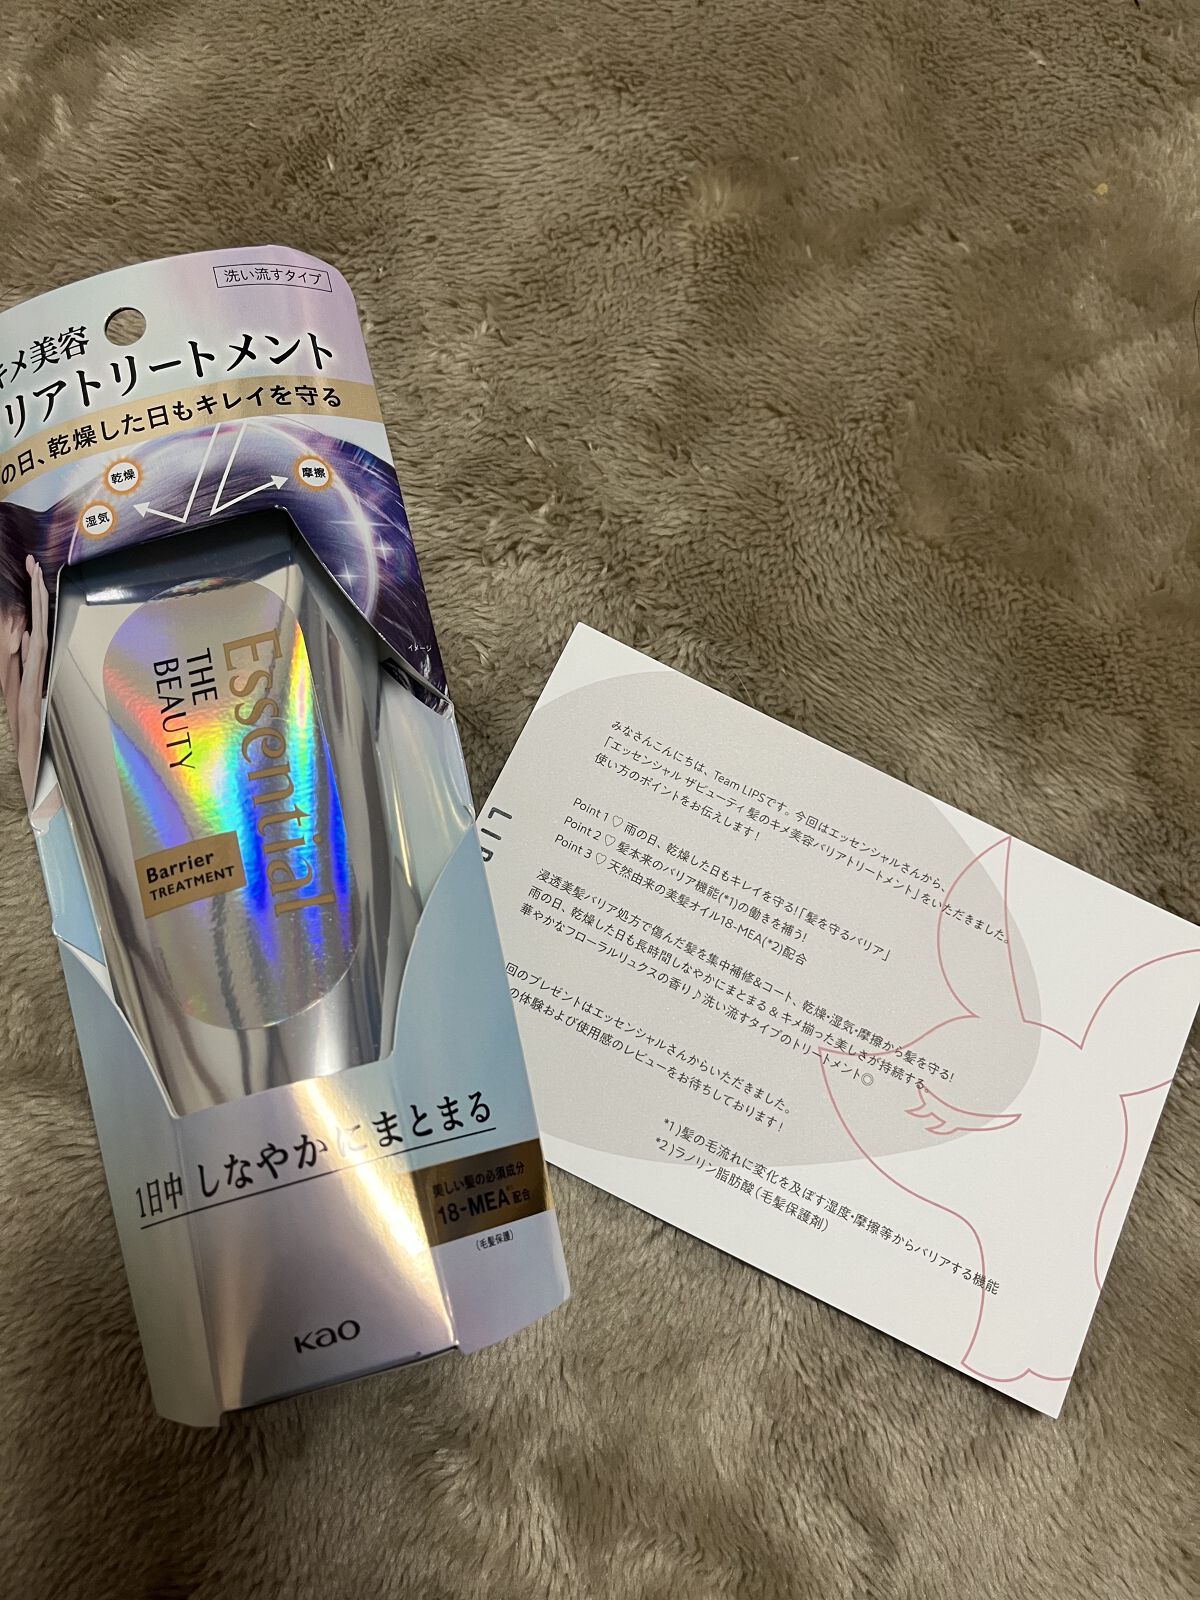 洗い流すタイプ
キメ美容
リアトリートメント
の日、乾燥した日もキレイを守る
乾燥
摩擦
湿気
イメージ
Essential
THE
BEAUTY
Barrier
TREATMENT
1日中 しなやかにまとまる
美しい髪の必須成分
18-MEA*配合
(毛髪保護)
Kao
LIP
みなさんこんにちは、Team LIPSです。今回はエッセンシャルさんから、
「エッセンシャル ザビューティ 髪のキメ美容バリアトリートメント」をいただきました。
使い方のポイントをお伝えします!
Point 1 ♡ 雨の日、乾燥した日もキレイを守る!「髪を守るバリア」
Point 2 ♡ 髪本来のバリア機能(*1)の働きを補う!
Point 3 ♡ 天然由来の美髪オイル18-MEA(*2)配合
浸透美髪バリア処方で傷んだ髪を集中補修&コート、乾燥・湿気・摩擦から髪を守る!
雨の日、乾燥した日も長時間しなやかにまとまる & キメ揃った美しさが持続する。
華やかなフローラルリュクスの香り♪洗い流すタイプのトリートメント◎
回のプレゼントはエッセンシャルさんからいただきました。
の体験および使用感のレビューをお待ちしております!
*1)髪の毛流れに変化を及ぼす湿度・摩擦等からバリアする機能
*2)ラノリン脂肪酸(毛髪保護剤)